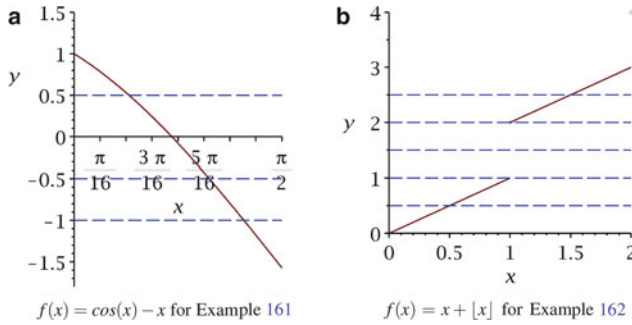 a
1.5
1
y
0.5
0
π/16 3π/16 5π/16 π/2
-0.5
x
-1
-1.5
f(x) = cos(x) – x for Example 161
b
4
3
y
2
1
0
0 0.5 1 1.5 2
x
f(x) = x + ⌊x⌋ for Example 162